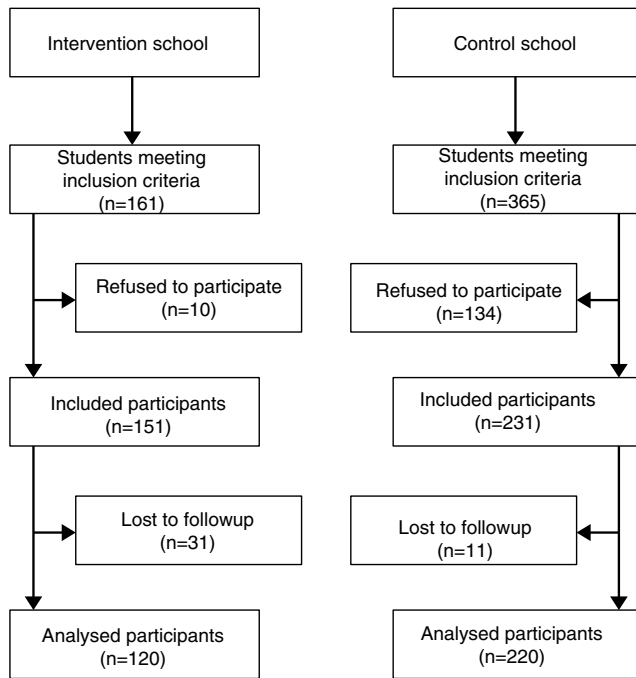 Intervention school
Control school
Students meeting
inclusion criteria
(n=161)
Students meeting
inclusion criteria
(n=365)
Refused to participate
(n=10)
Refused to participate
(n=134)
Included participants
(n=151)
Included participants
(n=231)
Lost to followup
(n=31)
Lost to followup
(n=11)
Analysed participants
(n=120)
Analysed participants
(n=220)